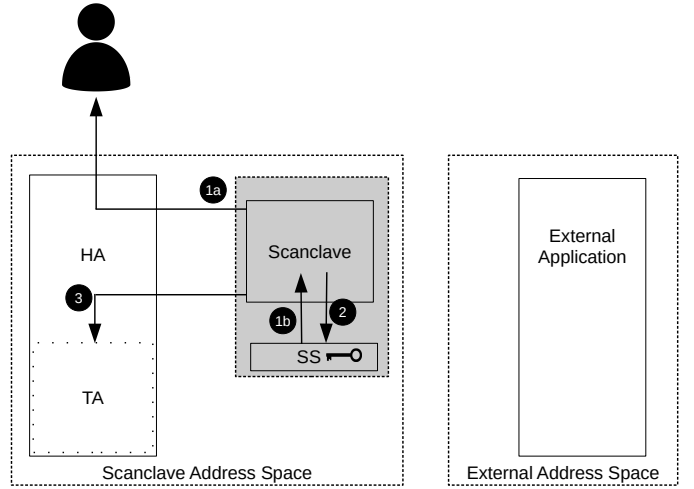 1a
HA
Scanclave
External
Application
3
1b
2
SS
TA
Scanclave Address Space
External Address Space